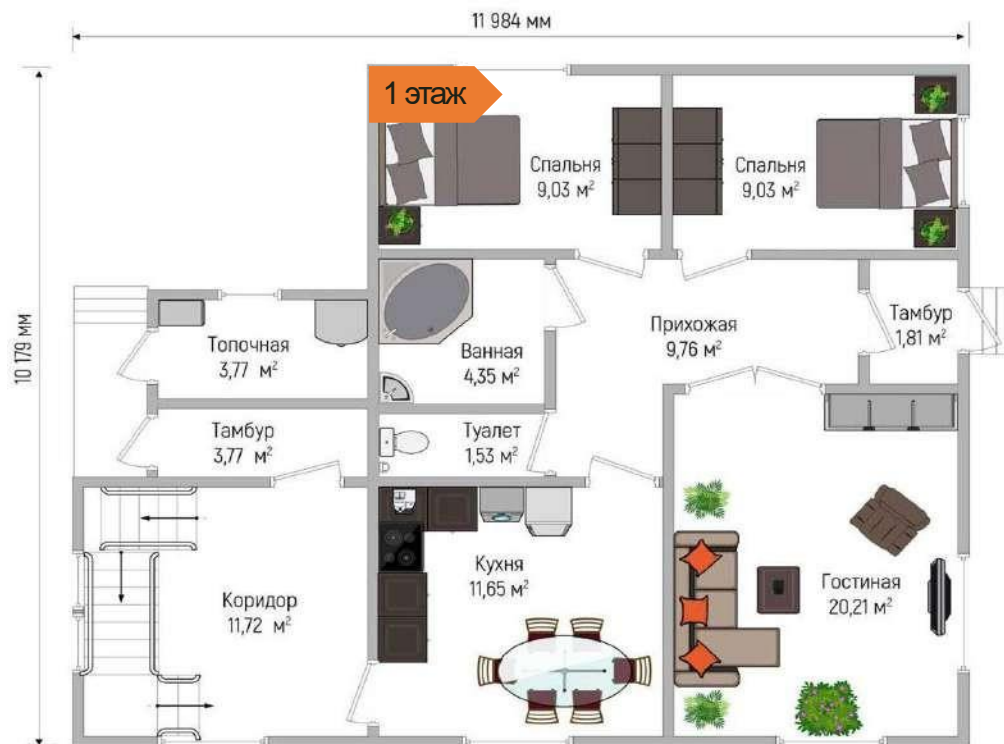 11 984 мм
10 179 мм
1 этаж
Спальня
9,03 м²
Спальня
9,03 м²
Топочная
3,77 м²
Ванная
4,35 м²
Прихожая
9,76 м²
Тамбур
1,81 м²
Тамбур
3,77 м²
Туалет
1,53 м²
Коридор
11,72 м²
Кухня
11,65 м²
Гостиная
20,21 м²